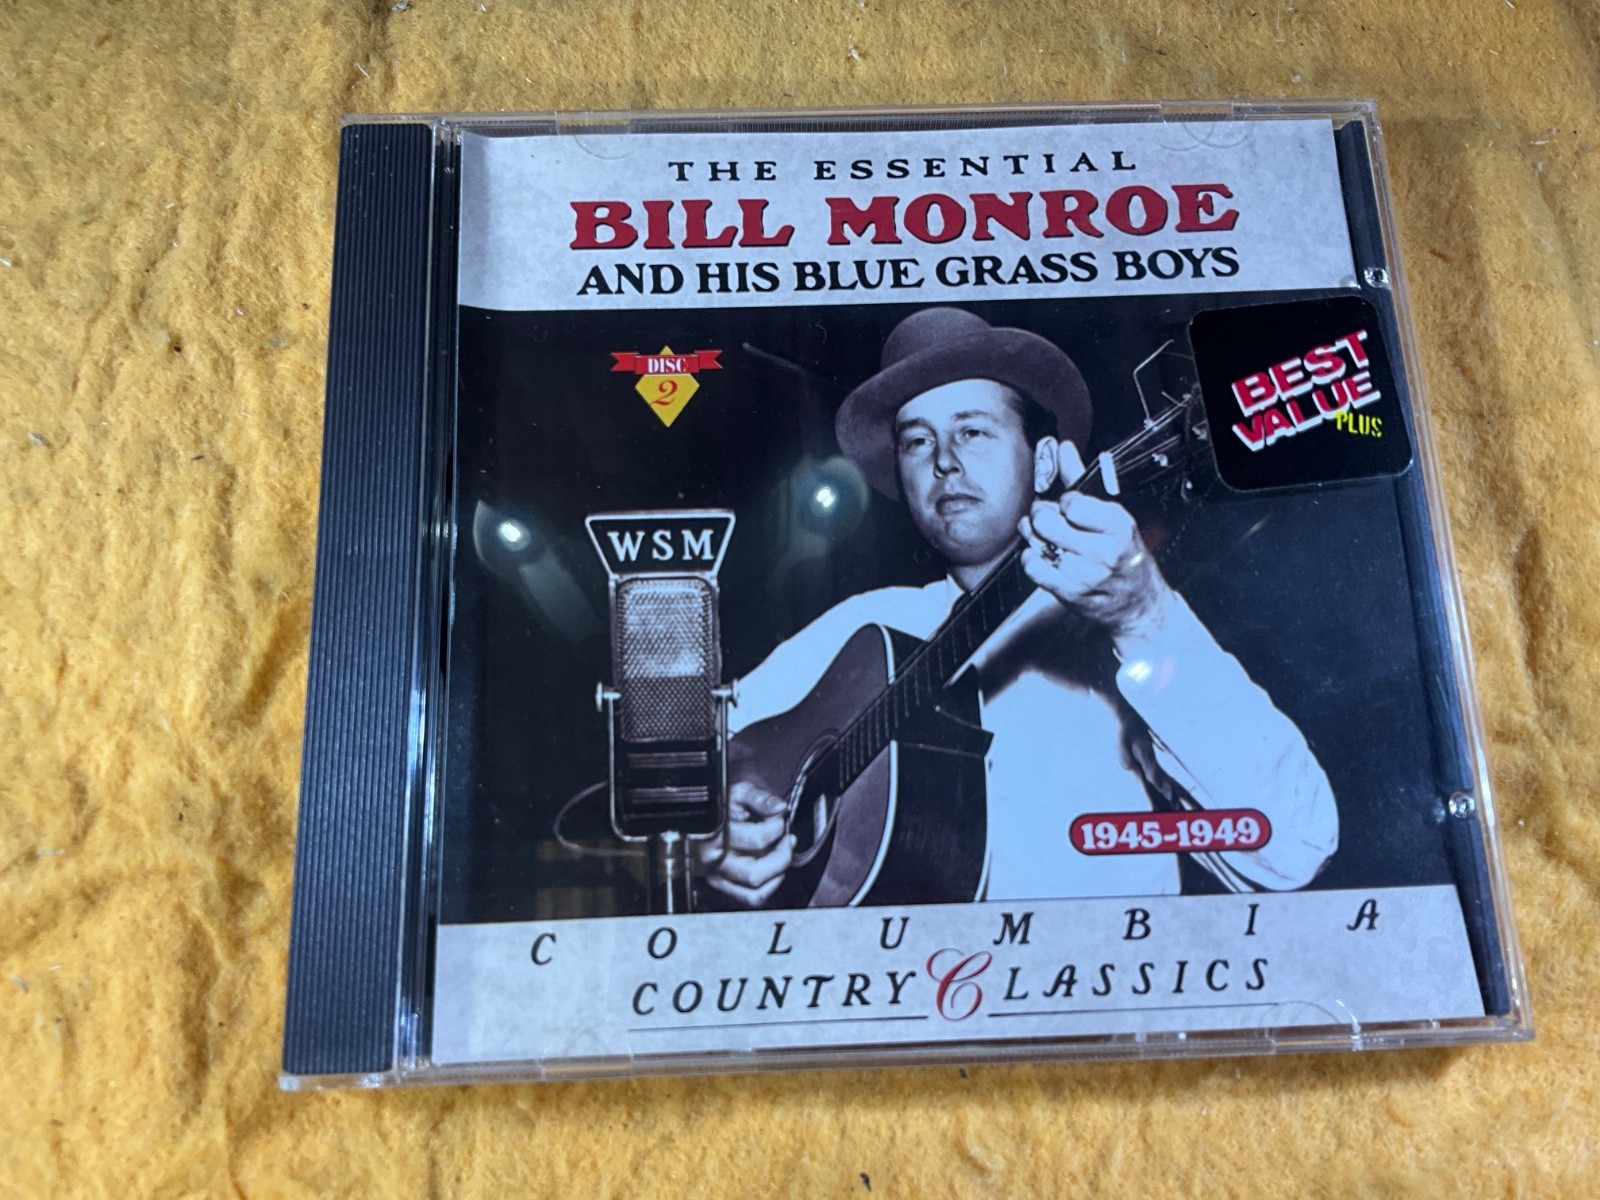 THE ESSENTIAL
BILL MONROE
AND HIS BLUE GRASS BOYS
DISC
2
BEST
VALUE
PLUS
WSM
1945-1949
COLUMBIA
COUNTRY CLASSICS